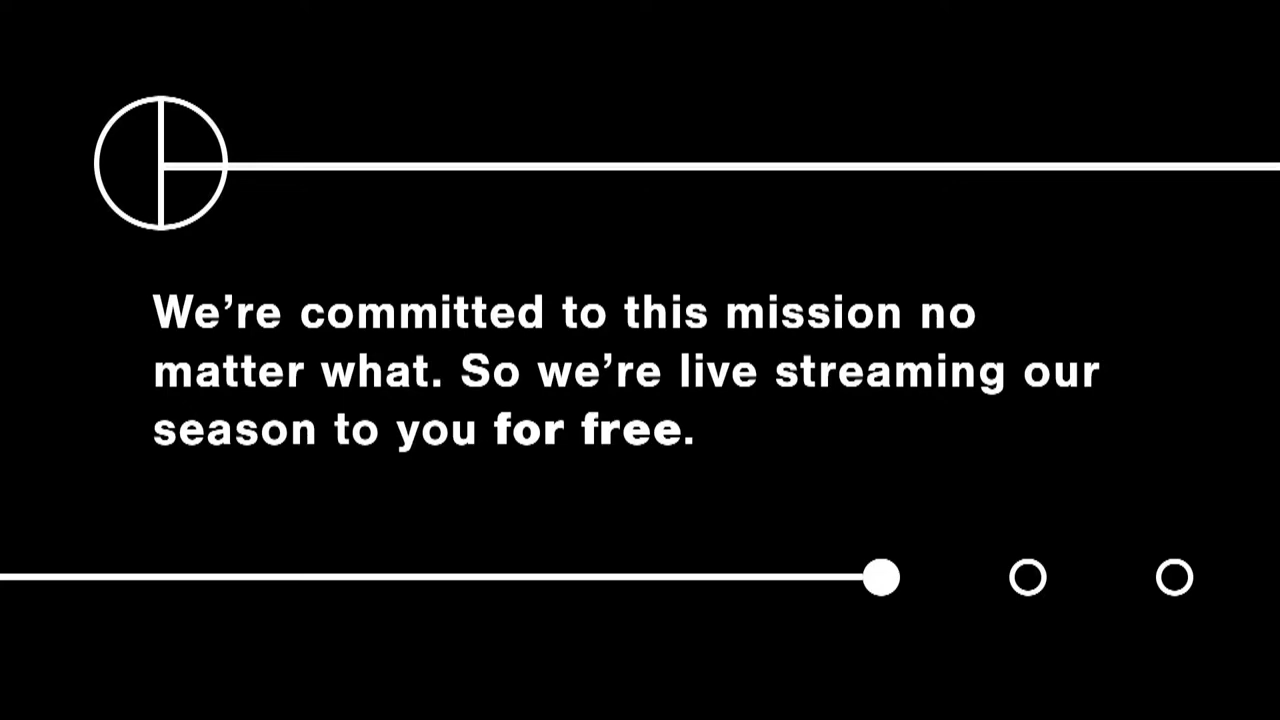 We’re committed to this mission no
matter what. So we’re live streaming our
season to you for free.